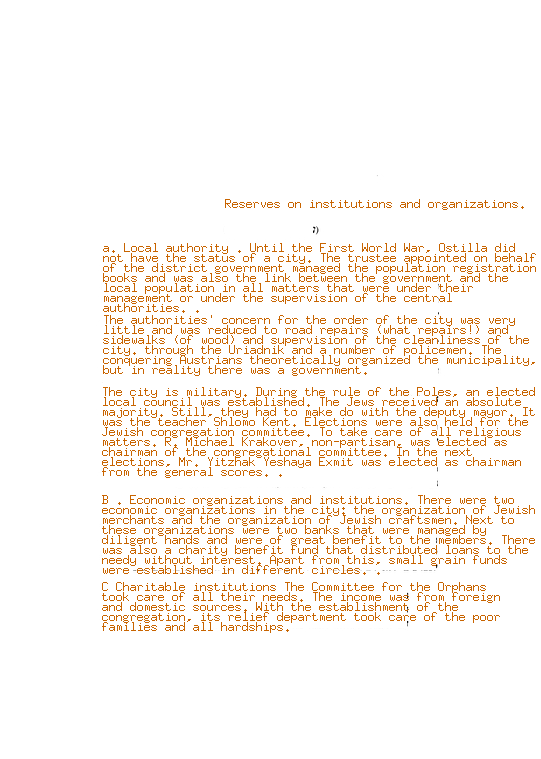 Reserves on institutions and organizations.
7)
a. Local authority . Until the First World War, Ostilla did
not have the status of a city. The trustee appointed on behalf
of the district government managed the population registration
books and was also the link between the government and the
local population in all matters that were under their
management or under the supervision of the central
authorities. .
The authorities' concern for the order of the city was very
little and was reduced to road repairs (what repairs!) and
sidewalks (of wood) and supervision of the cleanliness of the
city. through the Uriadnik and a number of policemen. The
conquering Austrians theoretically organized the municipality,
but in reality there was a government.
The city is military. During the rule of the Poles, an elected
local council was established. The Jews received an absolute
majority. Still, they had to make do with the deputy mayor. It
was the teacher Shlomo Kent. Elections were also held for the
Jewish congregation committee. To take care of all religious
matters. R. Michael Krakover, non-partisan, was elected as
chairman of the congregational committee. In the next
elections, Mr. Yitzhak Yeshaya Exmit was elected as chairman
from the general scores. .
B . Economic organizations and institutions. There were two
economic organizations in the city: the organization of Jewish
merchants and the organization of Jewish craftsmen. Next to
these organizations were two banks that were managed by
diligent hands and were of great benefit to the members. There
was also a charity benefit fund that distributed loans to the
needy without interest. Apart from this, small grain funds
were established in different circles. .
C Charitable institutions The Committee for the Orphans
took care of all their needs. The income was from foreign
and domestic sources. With the establishment of the
congregation, its relief department took care of the poor
families and all hardships.